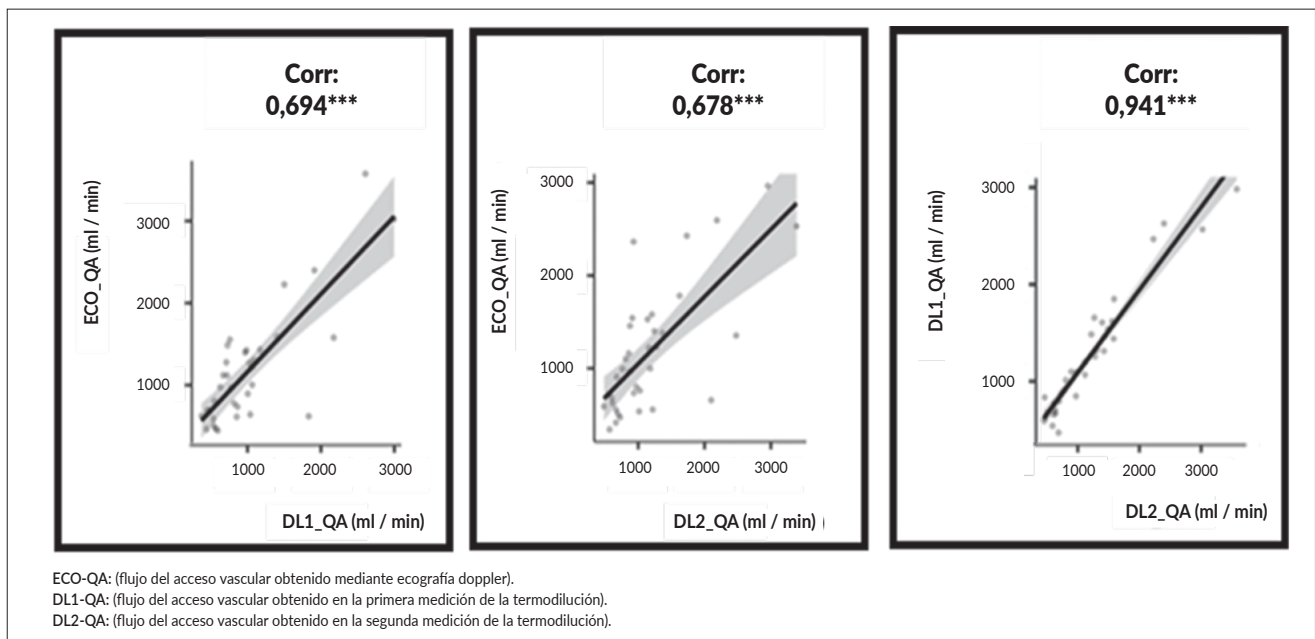 Corr:
0,694***
ECO_QA (ml / min)
3000
2000
1000
1000 2000 3000
DL1_QA (ml / min)
Corr:
0,678***
ECO_QA (ml / min)
3000
2000
1000
1000 2000 3000
DL2_QA (ml / min)
Corr:
0,941***
DL1_QA (ml / min)
3000
2000
1000
1000 2000 3000
DL2_QA (ml / min)
ECO-QA: (flujo del acceso vascular obtenido mediante ecografía doppler).
DL1-QA: (flujo del acceso vascular obtenido en la primera medición de la termodilución).
DL2-QA: (flujo del acceso vascular obtenido en la segunda medición de la termodilución).